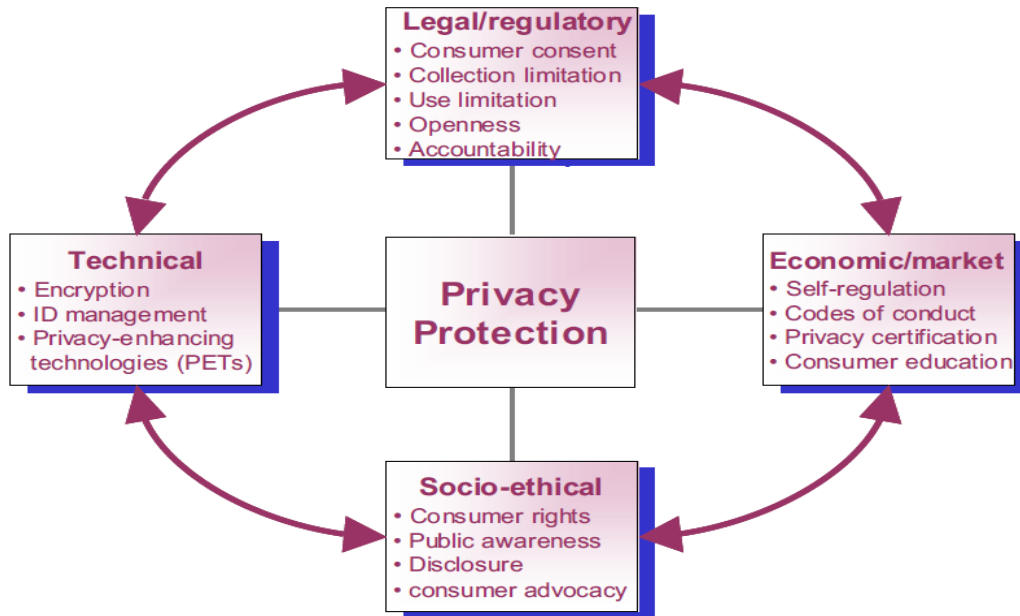 Legal/regulatory
• Consumer consent
• Collection limitation
• Use limitation
• Openness
• Accountability
Technical
• Encryption
• ID management
• Privacy-enhancing
technologies (PETs)
Privacy
Protection
Economic/market
• Self-regulation
• Codes of conduct
• Privacy certification
• Consumer education
Socio-ethical
• Consumer rights
• Public awareness
• Disclosure
• consumer advocacy